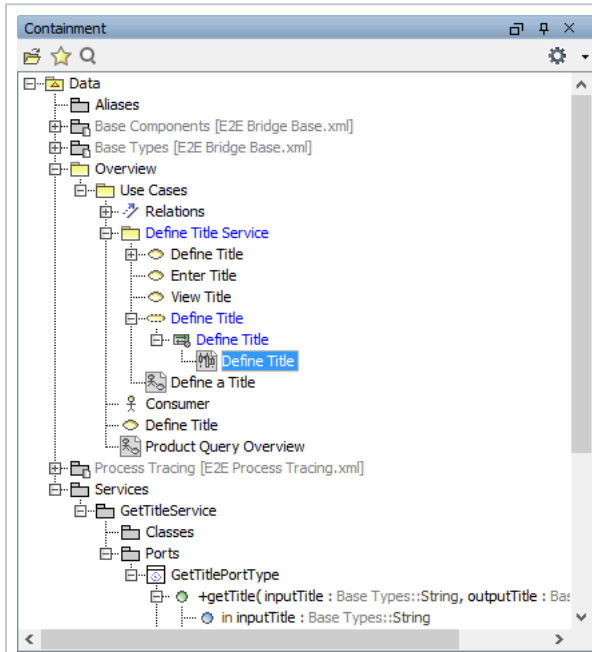 Containment
Data
Aliases
Base Components [E2E Bridge Base.xml]
Base Types [E2E Bridge Base.xml]
Overview
Use Cases
Relations
Define Title Service
Define Title
Enter Title
View Title
Define Title
Define Title
Define Title
Define a Title
Consumer
Define Title
Product Query Overview
Process Tracing [E2E Process Tracing.xml]
Services
GetTitleService
Classes
Ports
GetTitlePortType
+getTitle( inputTitle : Base Types::String, outputTitle : Bas
in inputTitle : Base Types::String